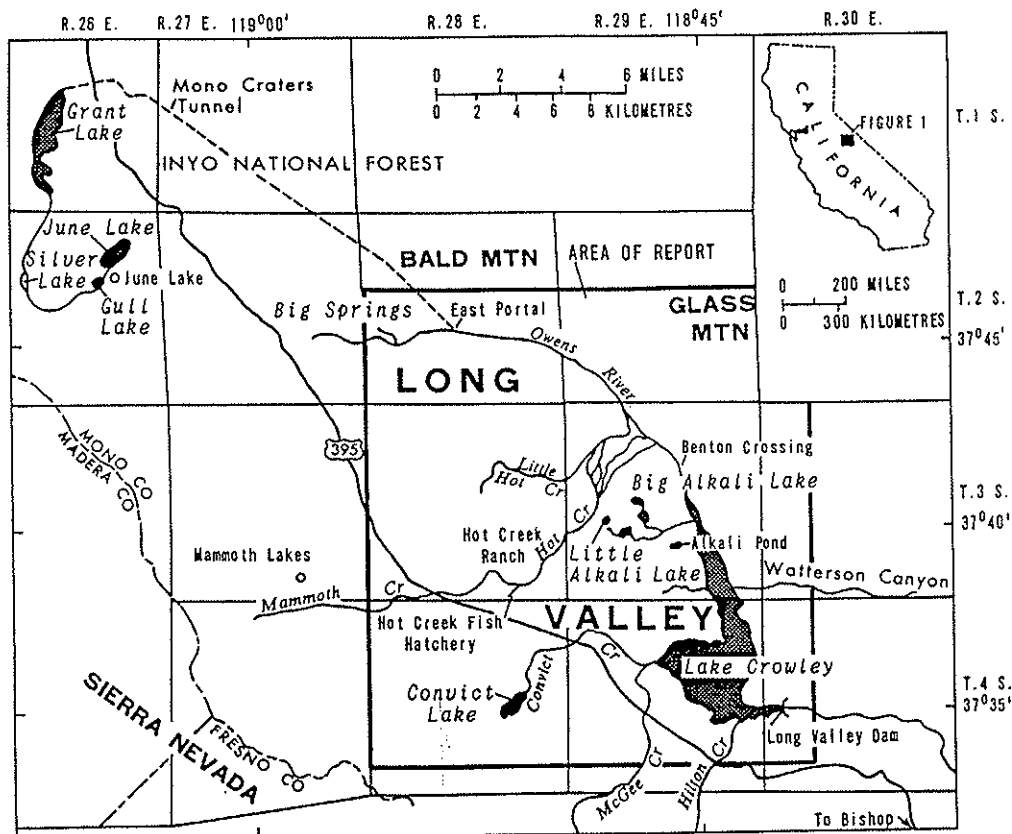 R.26 E.
R.27 E.
119°00'
R.28 E.
R.29 E.
118°45'
R.30 E.
Mono Craters
Tunnel
0 2 4 6 MILES
0 2 4 6 8 KILOMETRES
Grant
Lake
INYO NATIONAL FOREST
CALIFORNIA
FIGURE 1
T.1 S.
June Lake
Silver
Lake
June Lake
Gull
Lake
BALD MTN
AREA OF REPORT
GLASS
MTN
0 200 MILES
0 300 KILOMETRES
T.2 S.
37°45'
Big Springs
East Portal
Owens
River
LONG
MONO CO
MADERA CO
395
Little
Hot Cr
Benton Crossing
Big Alkali Lake
T.3 S.
37°40'
Hot Creek
Ranch
Hot Cr
Little
Alkali Lake
Alkali Pond
Mammoth Lakes
Mammoth Cr
Watterson Canyon
Hot Creek Fish
Hatchery
VALLEY
Convict Cr
Lake Crowley
Convict
Lake
T.4 S.
37°35'
SIERRA NEVADA
FRESNO CO
Long Valley Dam
McGee Cr
Hilton Cr
To Bishop